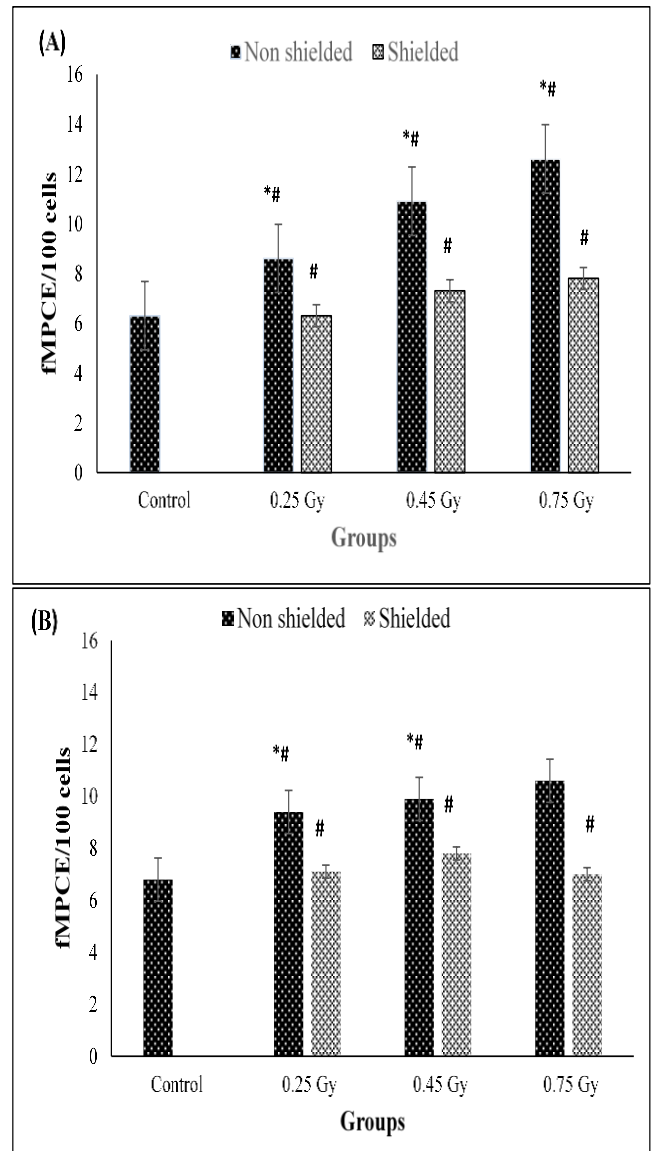 (A)
Non shielded Shielded
16
14
12
10
8
6
4
2
0
fMPCE/100 cells
*#
*#
*#
#
#
#
Control 0.25 Gy 0.45 Gy 0.75 Gy
Groups
(B)
Non shielded Shielded
16
14
12
10
8
6
4
2
0
fMPCE/100 cells
*#
*#
#
#
#
Control 0.25 Gy 0.45 Gy 0.75 Gy
Groups